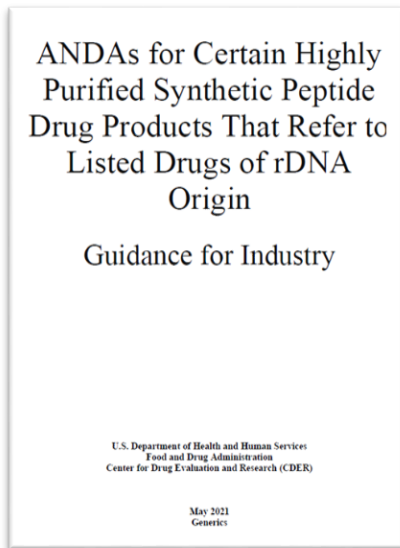 ANDAs for Certain Highly
Purified Synthetic Peptide
Drug Products That Refer to
Listed Drugs of rDNA
Origin
Guidance for Industry
U.S. Department of Health and Human Services
Food and Drug Administration
Center for Drug Evaluation and Research (CDER)
May 2021
Generics